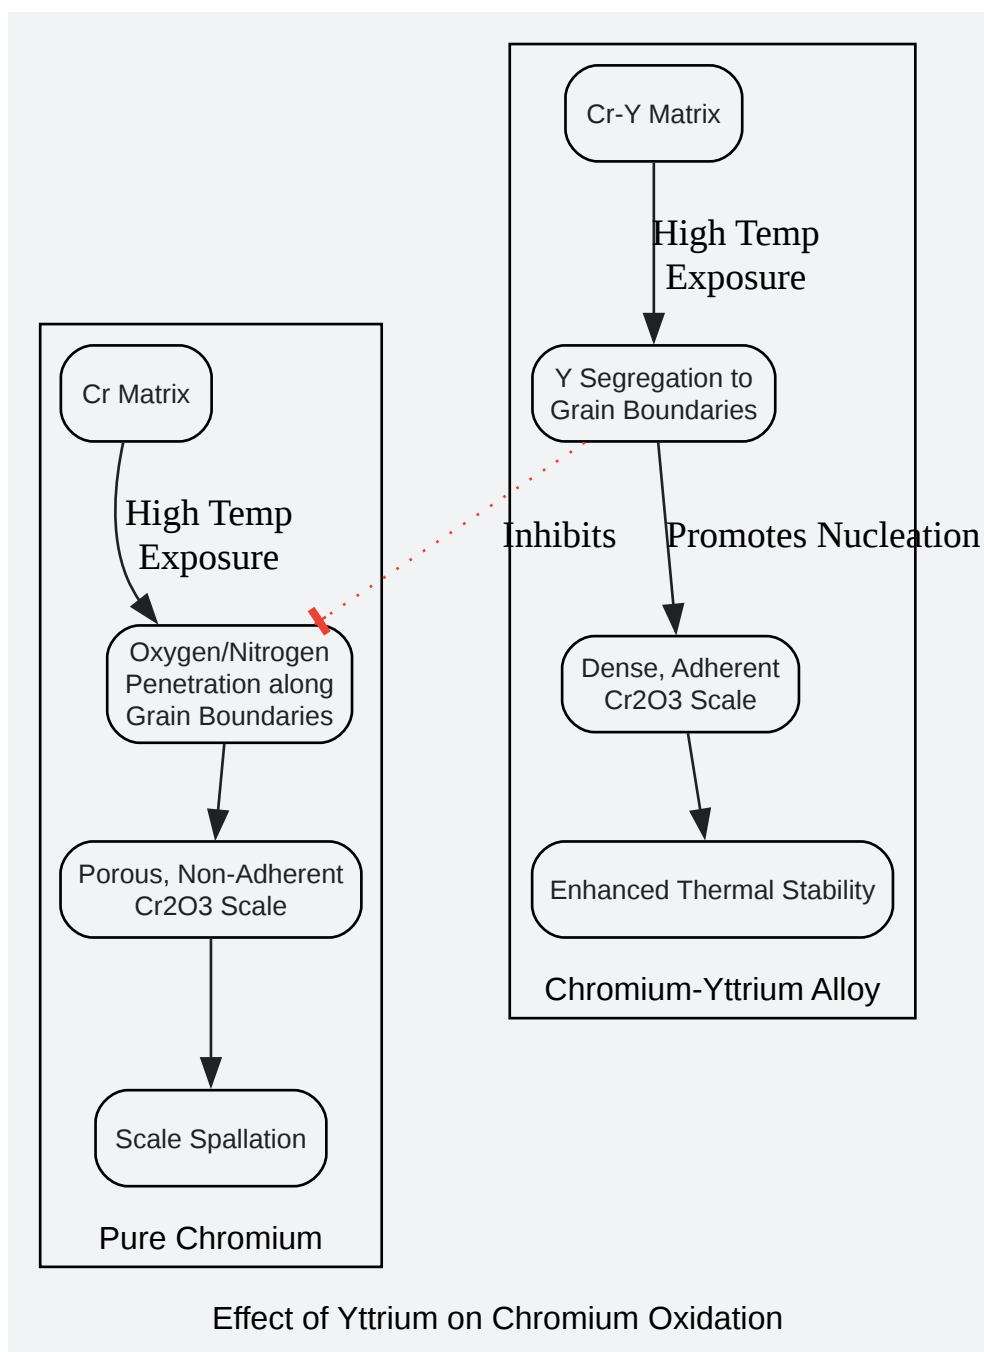 Cr-Y Matrix
High Temp
Exposure
Y Segregation to
Grain Boundaries
Inhibits
Promotes Nucleation
Dense, Adherent
Cr2O3 Scale
Enhanced Thermal Stability
Chromium-Yttrium Alloy
Cr Matrix
High Temp
Exposure
Oxygen/Nitrogen
Penetration along
Grain Boundaries
Porous, Non-Adherent
Cr2O3 Scale
Scale Spallation
Pure Chromium
Effect of Yttrium on Chromium Oxidation